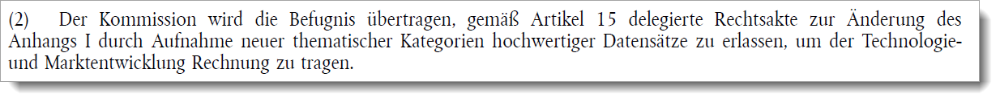 (2) Der Kommission wird die Befugnis übertragen, gemäß Artikel 15 delegierte Rechtsakte zur Änderung des
Anhangs I durch Aufnahme neuer thematischer Kategorien hochwertiger Datensätze zu erlassen, um der Technologie-
und Marktentwicklung Rechnung zu tragen.